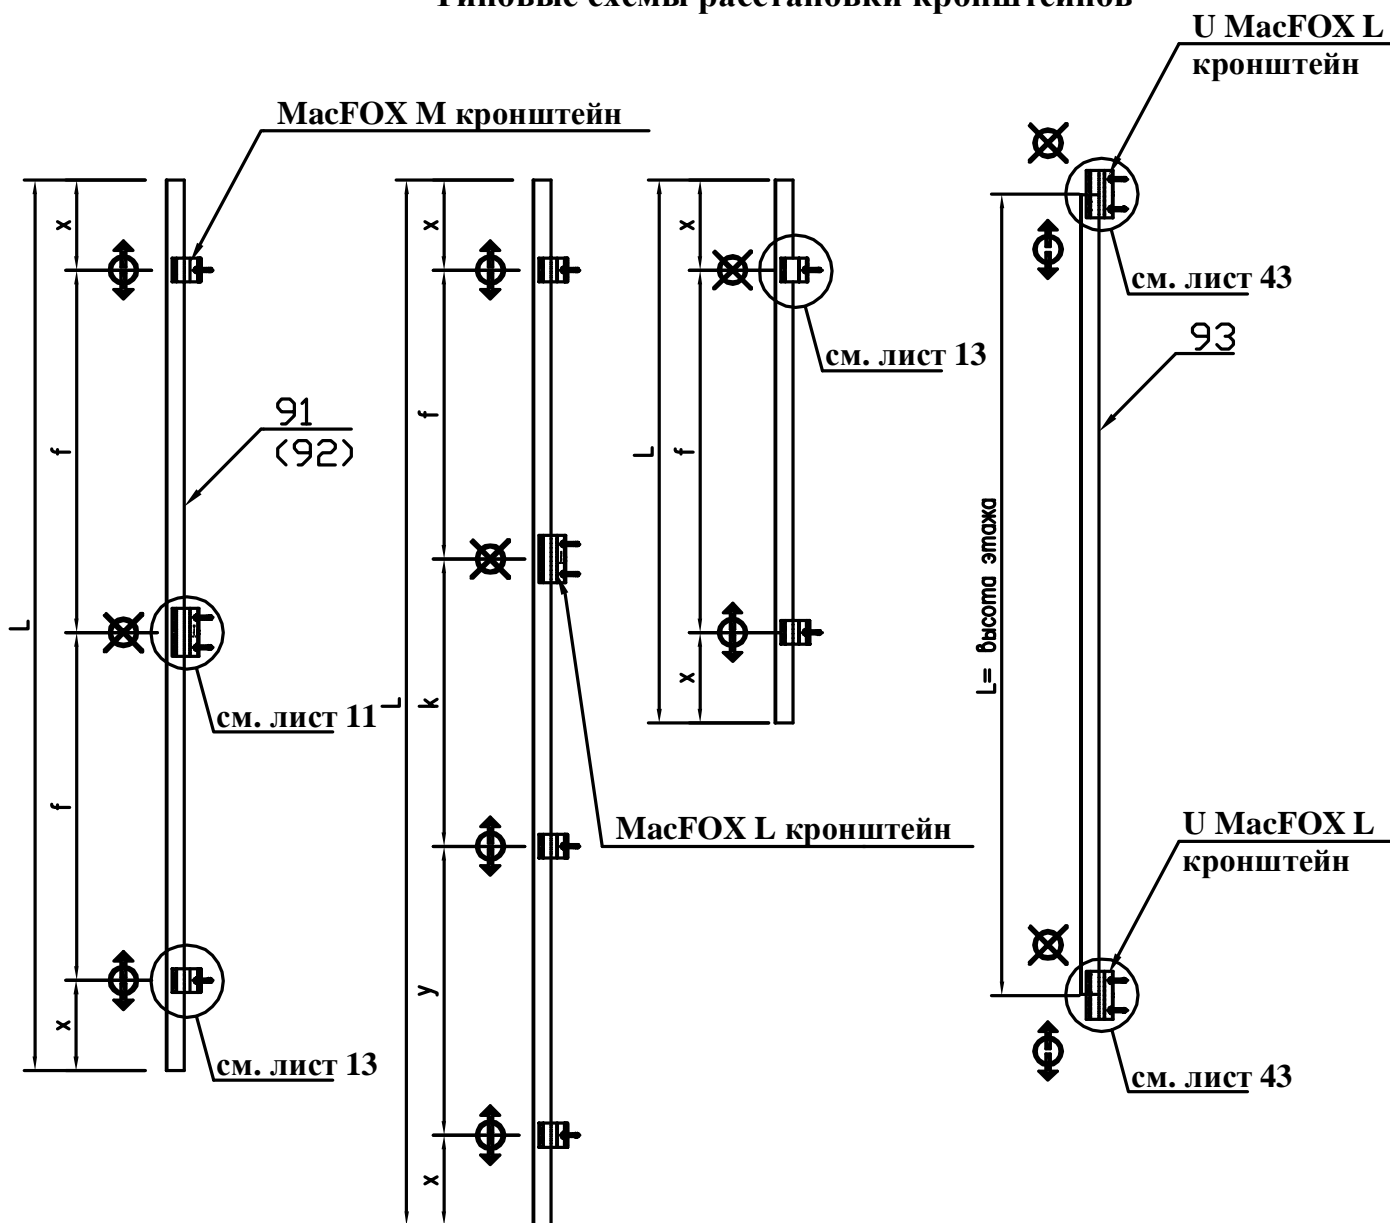 Типовые схемы расстановки кронштейнов
U MacFOX L
кронштейн
MacFOX M кронштейн
x
x
x
см. лист 43
93
см. лист 13
91
(92)
f
f
f
L
L= высота этажа
L
L
k
см. лист 11
x
f
MacFOX L кронштейн
U MacFOX L
кронштейн
y
x
см. лист 13
см. лист 43
x